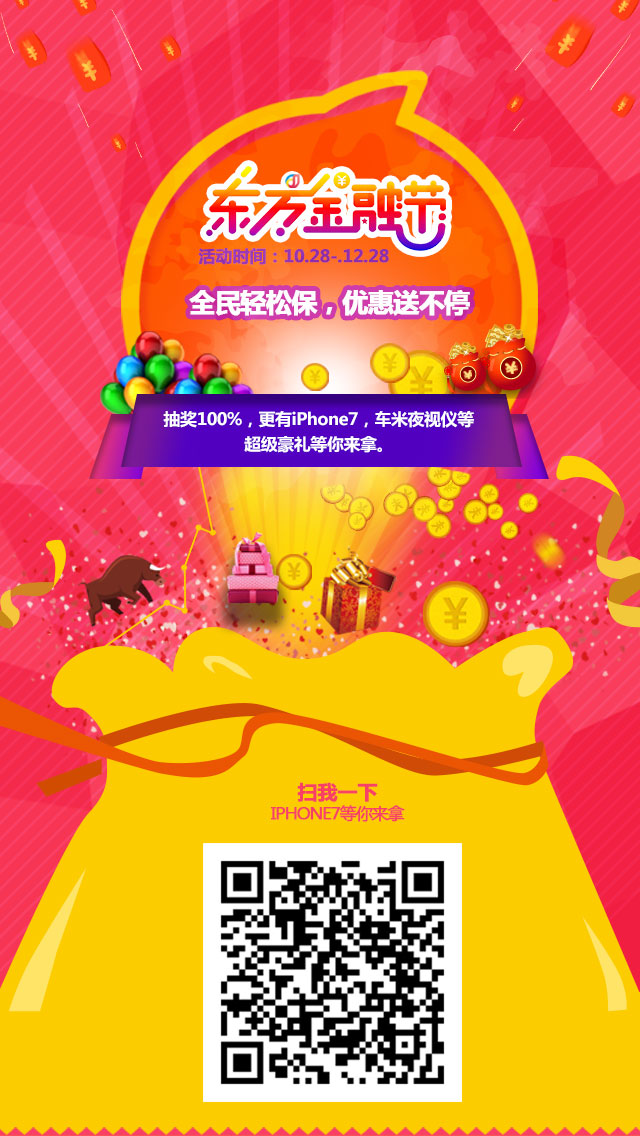 东方金融节
活动时间：10.28-.12.28
全民轻松保，优惠送不停
抽奖100%，更有iPhone7，车米夜视仪等
超级豪礼等你来拿。
扫我一下
IPHONE7等你来拿